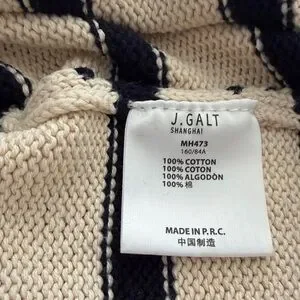 J.GALT
SHANGHAI
MH473
160/84A
100% COTTON
100% COTON
100% ALGODÓN
100% 棉
MADE IN P.R.C.
中国制造